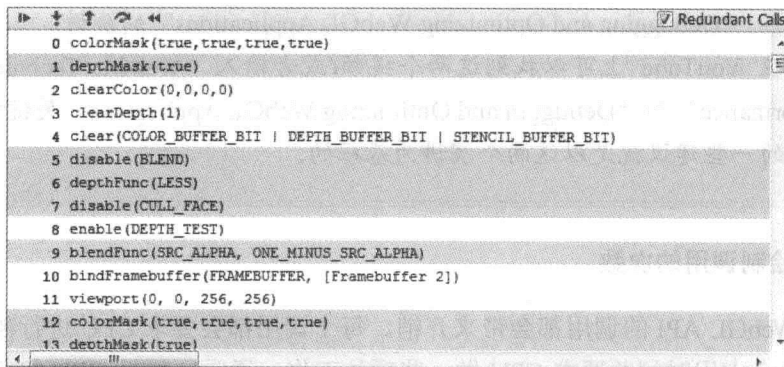 Redundant Calls
0 colorMask(true,true,true,true)
1 depthMask(true)
2 clearColor(0,0,0,0)
3 clearDepth(1)
4 clear(COLOR_BUFFER_BIT | DEPTH_BUFFER_BIT | STENCIL_BUFFER_BIT)
5 disable(BLEND)
6 depthFunc(LESS)
7 disable(CULL_FACE)
8 enable(DEPTH_TEST)
9 blendFunc(SRC_ALPHA, ONE_MINUS_SRC_ALPHA)
10 bindFramebuffer(FRAMEBUFFER, [Framebuffer 2])
11 viewport(0, 0, 256, 256)
12 colorMask(true,true,true,true)
13 depthMask(true)